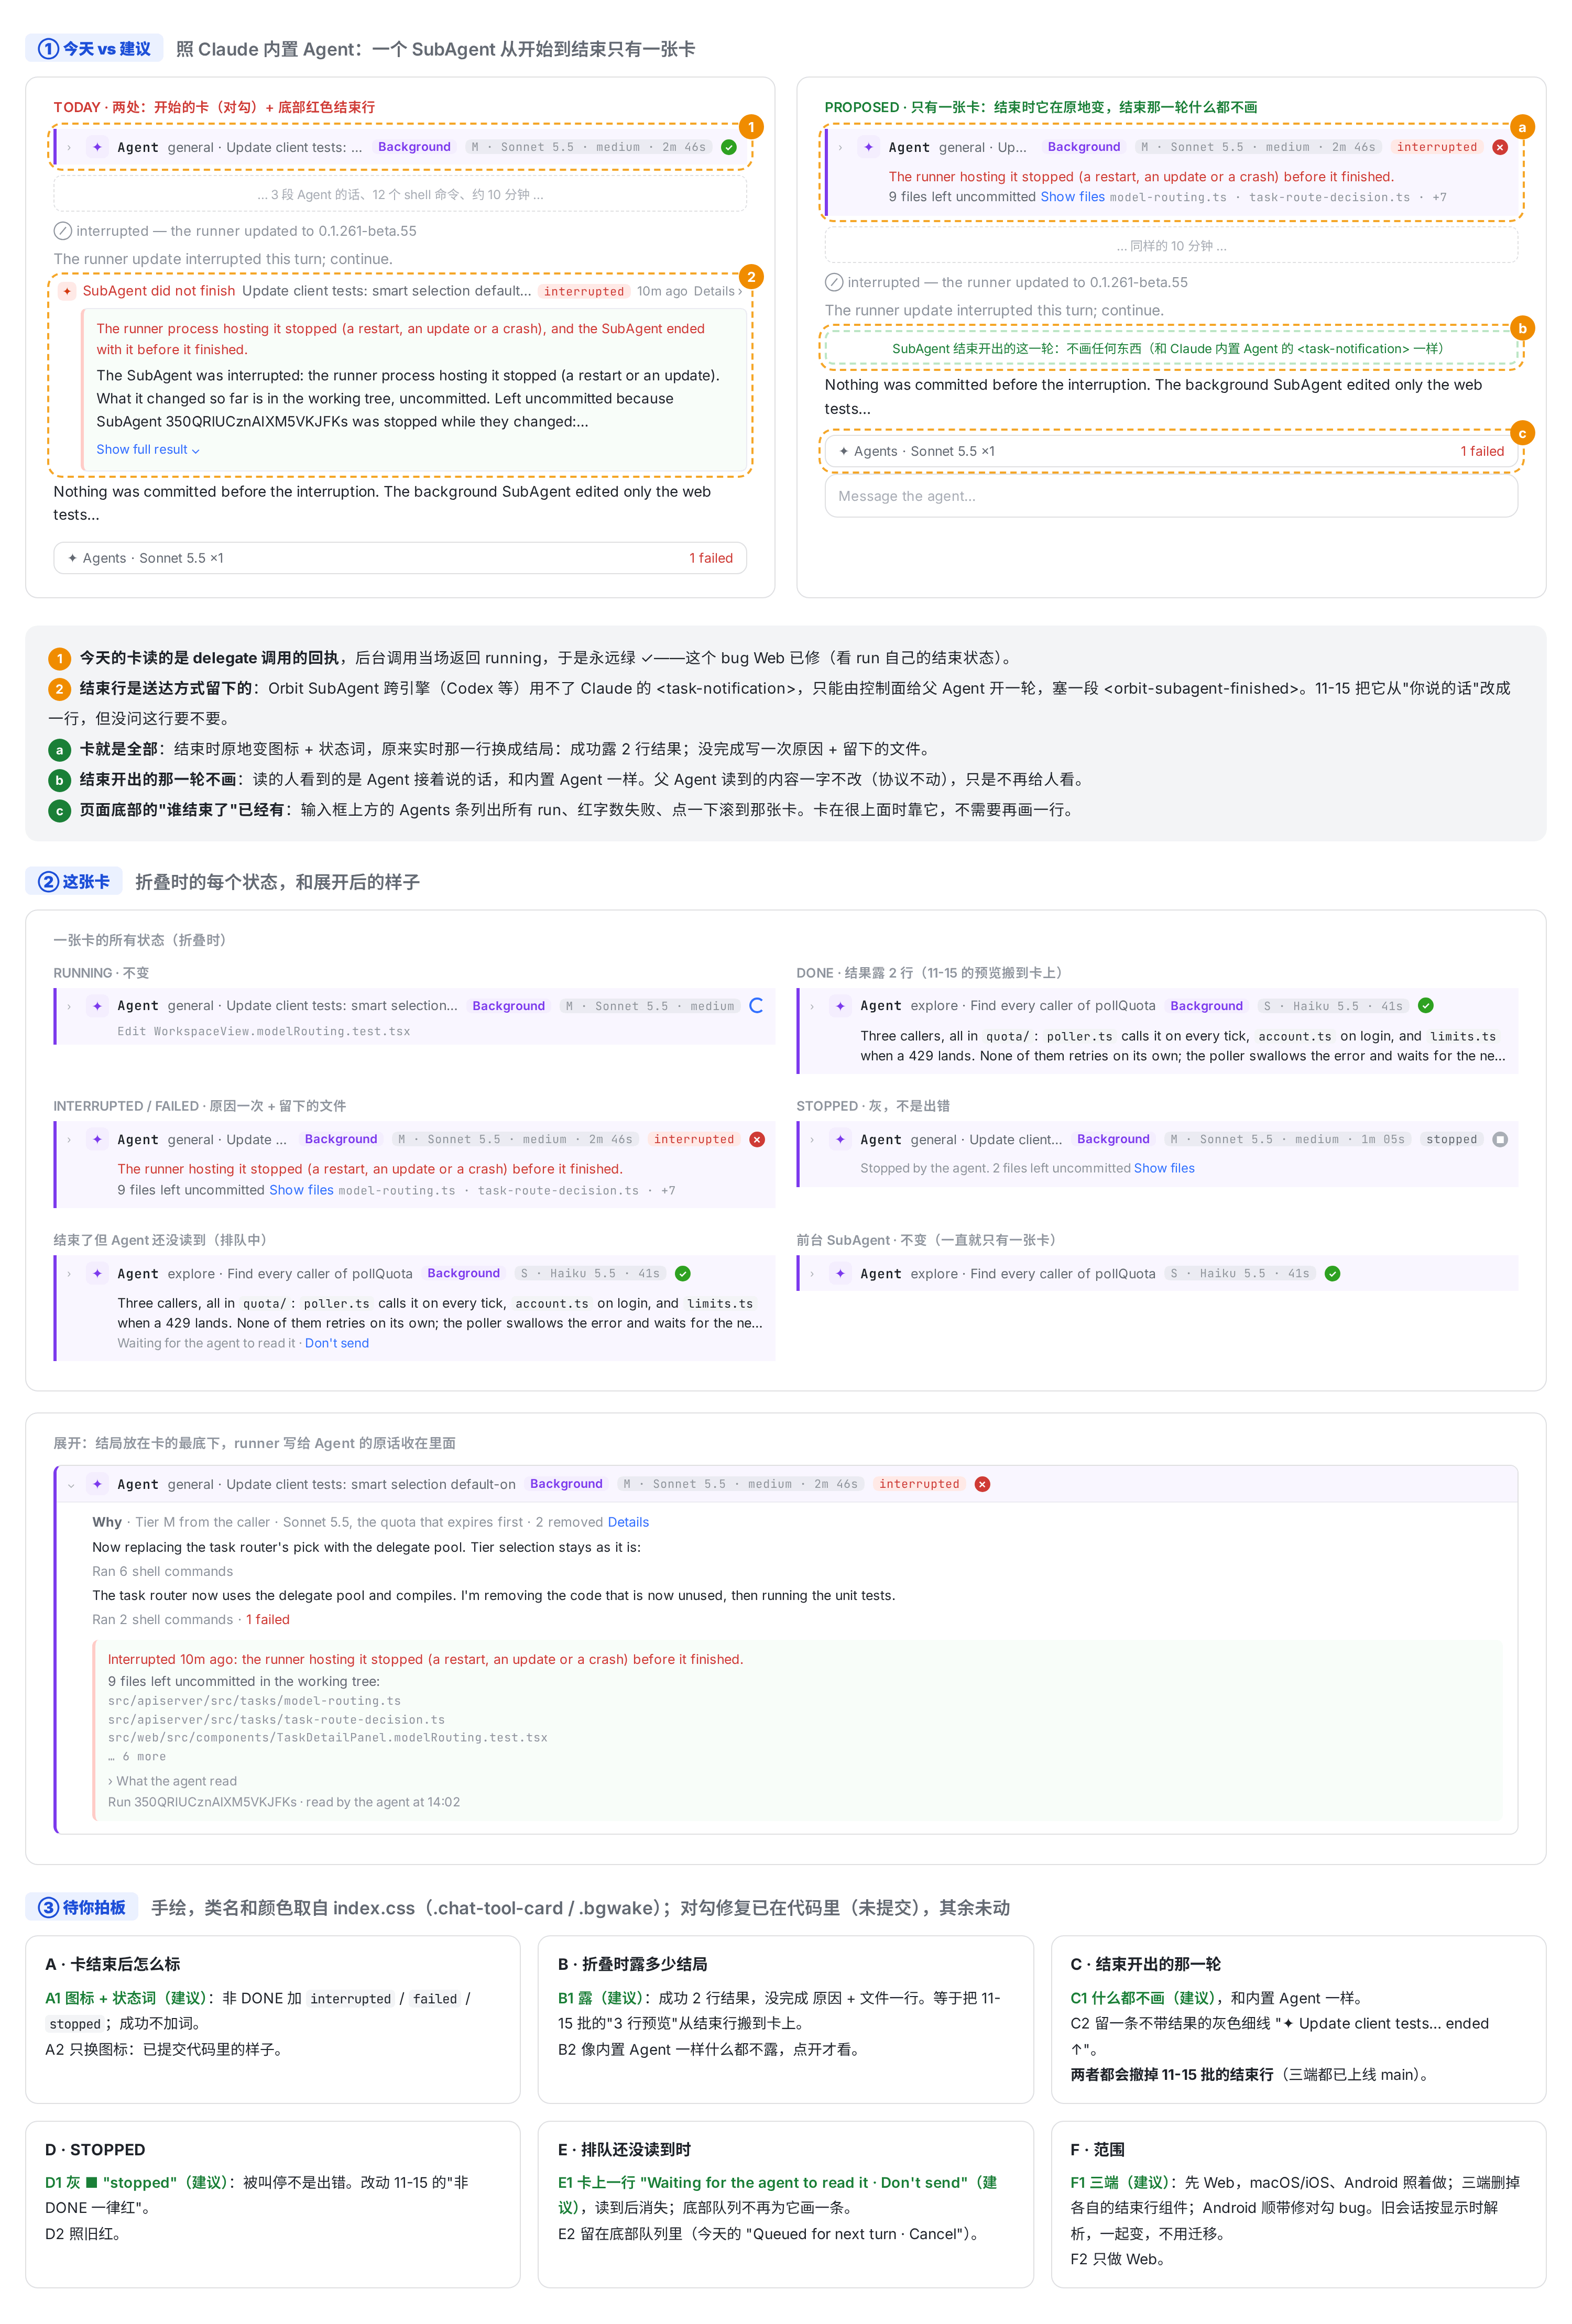 ① 今天 vs 建议
照 Claude 内置 Agent：一个 SubAgent 从开始到结束只有一张卡
TODAY · 两处：开始的卡（对勾）+ 底部红色结束行
1
› ✦ Agent general · Update client tests: ... Background M · Sonnet 5.5 · medium · 2m 46s
... 3 段 Agent 的话、12 个 shell 命令、约 10 分钟 ...
interrupted — the runner updated to 0.1.261-beta.55
The runner update interrupted this turn; continue.
2
✦ SubAgent did not finish Update client tests: smart selection default... interrupted 10m ago Details ›
The runner process hosting it stopped (a restart, an update or a crash), and the SubAgent ended
with it before it finished.
The SubAgent was interrupted: the runner process hosting it stopped (a restart or an update).
What it changed so far is in the working tree, uncommitted. Left uncommitted because
SubAgent 350QRlUCznAIXM5VKJFKs was stopped while they changed:...
Show full result ⌄
Nothing was committed before the interruption. The background SubAgent edited only the web
tests...
✦ Agents · Sonnet 5.5 ×1 1 failed
PROPOSED · 只有一张卡：结束时它在原地变，结束那一轮什么都不画
a
› ✦ Agent general · Up... Background M · Sonnet 5.5 · medium · 2m 46s interrupted
The runner hosting it stopped (a restart, an update or a crash) before it finished.
9 files left uncommitted Show files model-routing.ts · task-route-decision.ts · +7
... 同样的 10 分钟 ...
interrupted — the runner updated to 0.1.261-beta.55
The runner update interrupted this turn; continue.
b
SubAgent 结束开出的这一轮：不画任何东西（和 Claude 内置 Agent 的 <task-notification> 一样）
Nothing was committed before the interruption. The background SubAgent edited only the web
tests...
c
✦ Agents · Sonnet 5.5 ×1 1 failed
Message the agent...
1 今天的卡读的是 delegate 调用的回执，后台调用当场返回 running，于是永远绿 ✓——这个 bug Web 已修（看 run 自己的结束状态）。
2 结束行是送达方式留下的：Orbit SubAgent 跨引擎（Codex 等）用不了 Claude 的 <task-notification>，只能由控制面给父 Agent 开一轮，塞一段 <orbit-subagent-finished>。11-15 把它从"你说的话"改成
一行，但没问这行要不要。
a 卡就是全部：结束时原地变图标 + 状态词，原来实时那一行换成结局：成功露 2 行结果；没完成写一次原因 + 留下的文件。
b 结束开出的那一轮不画：读的人看到的是 Agent 接着说的话，和内置 Agent 一样。父 Agent 读到的内容一字不改（协议不动），只是不再给人看。
c 页面底部的"谁结束了"已经有：输入框上方的 Agents 条列出所有 run、红字数失败、点一下滚到那张卡。卡在很上面时靠它，不需要再画一行。
② 这张卡
折叠时的每个状态，和展开后的样子
一张卡的所有状态（折叠时）
RUNNING · 不变
› ✦ Agent general · Update client tests: smart selection... Background M · Sonnet 5.5 · medium
Edit WorkspaceView.modelRouting.test.tsx
DONE · 结果露 2 行（11-15 的预览搬到卡上）
› ✦ Agent explore · Find every caller of pollQuota Background S · Haiku 5.5 · 41s
Three callers, all in quota/ : poller.ts calls it on every tick, account.ts on login, and limits.ts
when a 429 lands. None of them retries on its own; the poller swallows the error and waits for the ne...
INTERRUPTED / FAILED · 原因一次 + 留下的文件
› ✦ Agent general · Update ... Background M · Sonnet 5.5 · medium · 2m 46s interrupted
The runner hosting it stopped (a restart, an update or a crash) before it finished.
9 files left uncommitted Show files model-routing.ts · task-route-decision.ts · +7
STOPPED · 灰，不是出错
› ✦ Agent general · Update client... Background M · Sonnet 5.5 · medium · 1m 05s stopped
Stopped by the agent. 2 files left uncommitted Show files
结束了但 Agent 还没读到（排队中）
› ✦ Agent explore · Find every caller of pollQuota Background S · Haiku 5.5 · 41s
Three callers, all in quota/ : poller.ts calls it on every tick, account.ts on login, and limits.ts
when a 429 lands. None of them retries on its own; the poller swallows the error and waits for the ne...
Waiting for the agent to read it · Don't send
前台 SubAgent · 不变（一直就只有一张卡）
› ✦ Agent explore · Find every caller of pollQuota S · Haiku 5.5 · 41s
展开：结局放在卡的最底下，runner 写给 Agent 的原话收在里面
⌄ ✦ Agent general · Update client tests: smart selection default-on Background M · Sonnet 5.5 · medium · 2m 46s interrupted
Why · Tier M from the caller · Sonnet 5.5, the quota that expires first · 2 removed Details
Now replacing the task router's pick with the delegate pool. Tier selection stays as it is:
Ran 6 shell commands
The task router now uses the delegate pool and compiles. I'm removing the code that is now unused, then running the unit tests.
Ran 2 shell commands · 1 failed
Interrupted 10m ago: the runner hosting it stopped (a restart, an update or a crash) before it finished.
9 files left uncommitted in the working tree:
src/apiserver/src/tasks/model-routing.ts
src/apiserver/src/tasks/task-route-decision.ts
src/web/src/components/TaskDetailPanel.modelRouting.test.tsx
… 6 more
› What the agent read
Run 350QRlUCznAIXM5VKJFKs · read by the agent at 14:02
③ 待你拍板
手绘，类名和颜色取自 index.css（.chat-tool-card / .bgwake）；对勾修复已在代码里（未提交），其余未动
A · 卡结束后怎么标
A1 图标 + 状态词（建议）：非 DONE 加 interrupted / failed /
stopped ；成功不加词。
A2 只换图标：已提交代码里的样子。
B · 折叠时露多少结局
B1 露（建议）：成功 2 行结果，没完成 原因 + 文件一行。等于把 11-
15 批的"3 行预览"从结束行搬到卡上。
B2 像内置 Agent 一样什么都不露，点开才看。
C · 结束开出的那一轮
C1 什么都不画（建议），和内置 Agent 一样。
C2 留一条不带结果的灰色细线 "✦ Update client tests... ended
↑"。
两者都会撤掉 11-15 批的结束行（三端都已上线 main）。
D · STOPPED
D1 灰 ■ "stopped"（建议）：被叫停不是出错。改动 11-15 的"非
DONE 一律红"。
D2 照旧红。
E · 排队还没读到时
E1 卡上一行 "Waiting for the agent to read it · Don't send"（建
议），读到后消失；底部队列不再为它画一条。
E2 留在底部队列里（今天的 "Queued for next turn · Cancel"）。
F · 范围
F1 三端（建议）：先 Web，macOS/iOS、Android 照着做；三端删掉
各自的结束行组件；Android 顺带修对勾 bug。旧会话按显示时解
析，一起变，不用迁移。
F2 只做 Web。